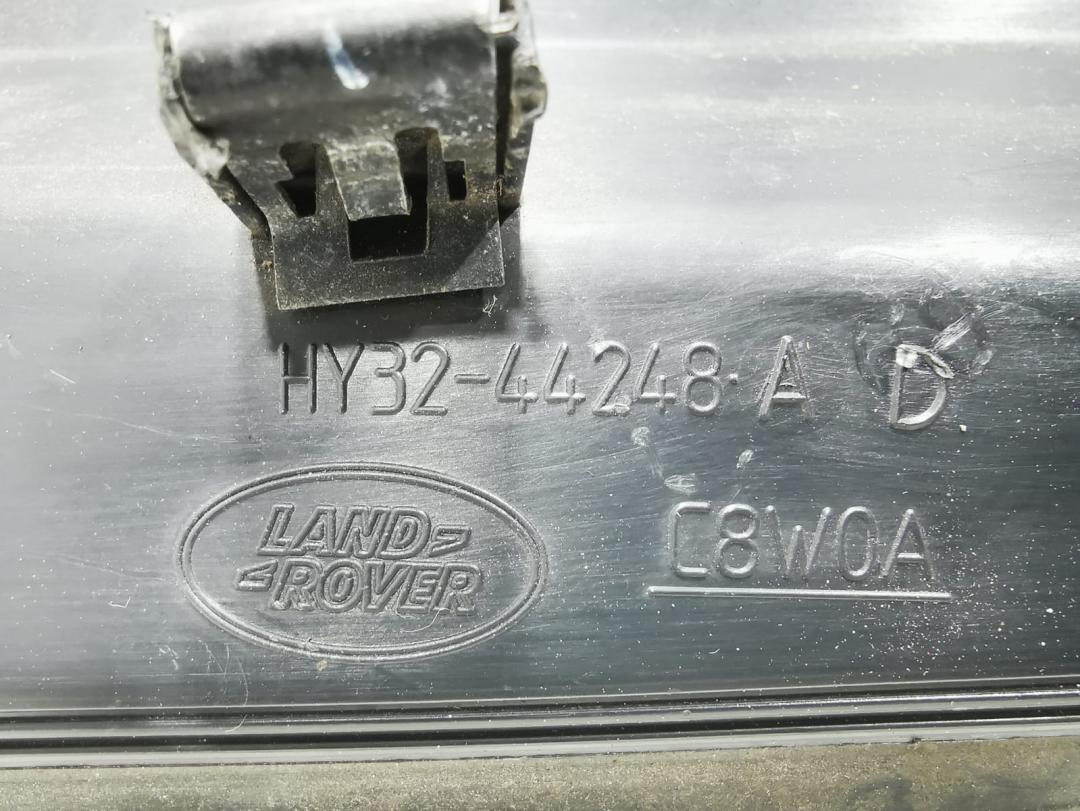 HY32-44248-A D
LAND
ROVER
C8W0A